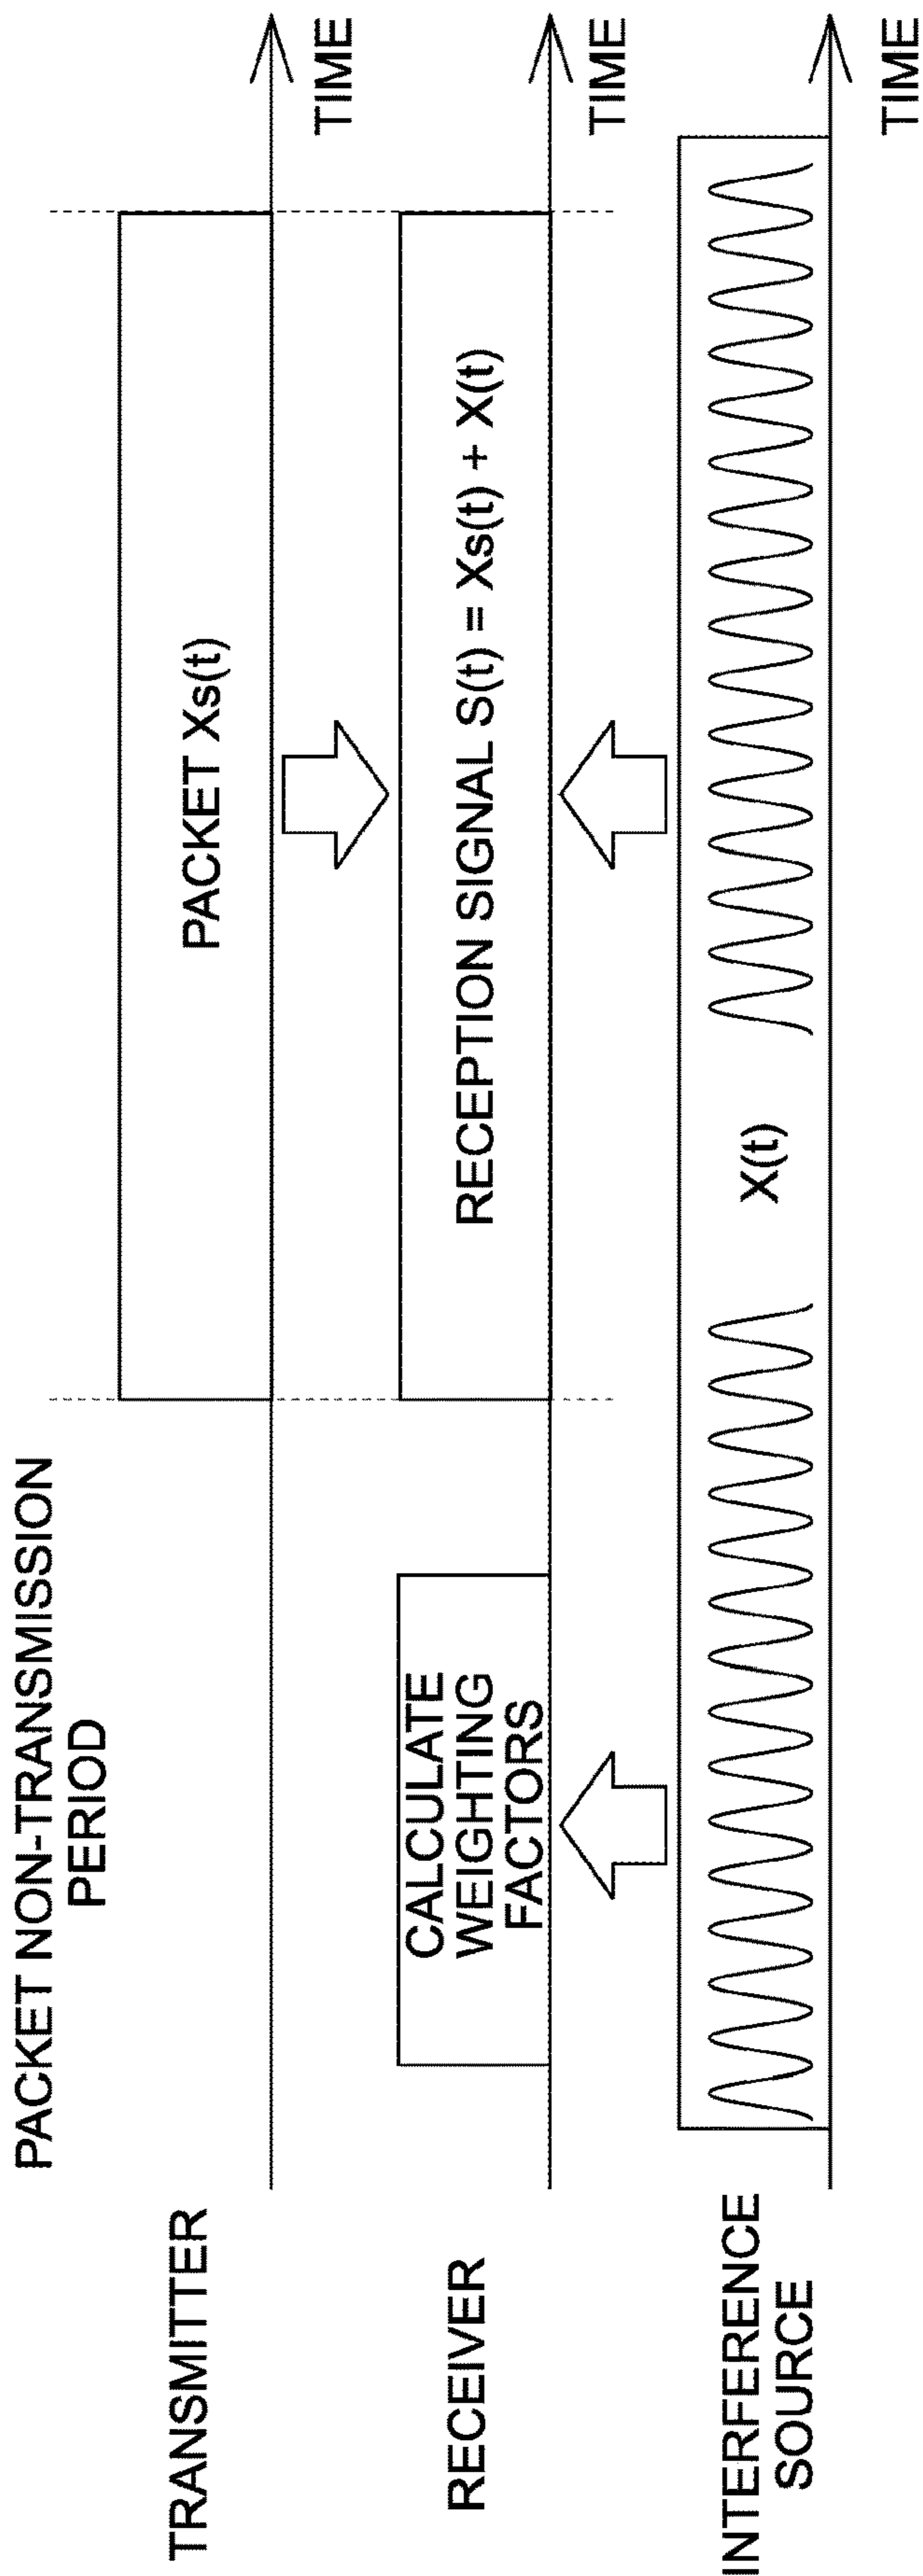 PACKET NON-TRANSMISSION
PERIOD
TRANSMITTER
PACKET Xs(t)
TIME
RECEIVER
CALCULATE
WEIGHTING
FACTORS
RECEPTION SIGNAL S(t) = Xs(t) + X(t)
TIME
INTERFERENCE
SOURCE
X(t)
TIME